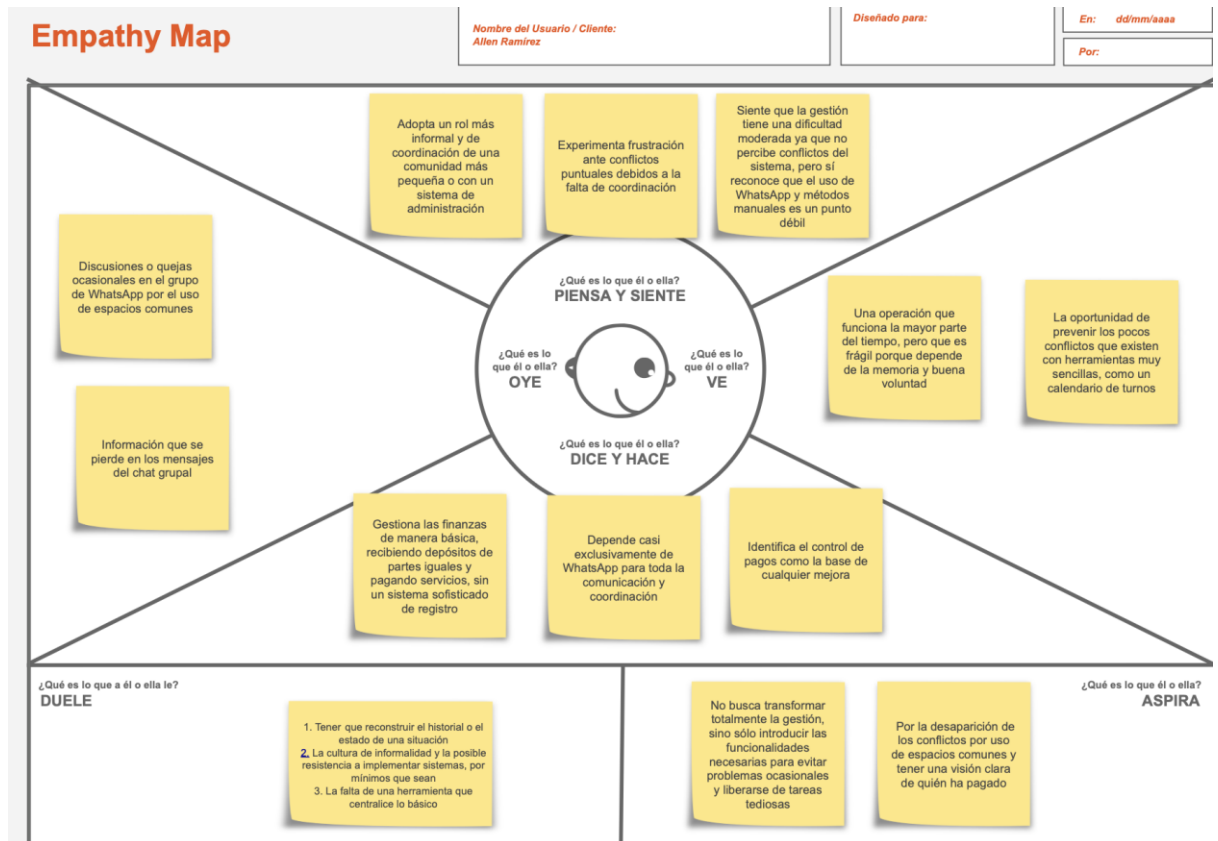 Empathy Map
Nombre del Usuario / Cliente:
Allen Ramírez
Diseñado para:
En: dd/mm/aaaa
Por:
Adopta un rol más
informal y de
coordinación de una
comunidad más
pequeña o con un
sistema de
administración
Experimenta frustración
ante conflictos
puntuales debidos a la
falta de coordinación
Siente que la gestión
tiene una dificultad
moderada ya que no
percibe conflictos del
sistema, pero sí
reconoce que el uso de
WhatsApp y métodos
manuales es un punto
débil
Discusiones o quejas
ocasionales en el grupo
de WhatsApp por el uso
de espacios comunes
Información que se
pierde en los mensajes
del chat grupal
¿Qué es lo que él o ella?
PIENSA Y SIENTE
¿Qué es lo
que él o ella?
OYE
¿Qué es lo
que él o ella?
VE
¿Qué es lo que él o ella?
DICE Y HACE
Una operación que
funciona la mayor parte
del tiempo, pero que es
frágil porque depende
de la memoria y buena
voluntad
La oportunidad de
prevenir los pocos
conflictos que existen
con herramientas muy
sencillas, como un
calendario de turnos
Gestiona las finanzas
de manera básica,
recibiendo depósitos de
partes iguales y
pagando servicios, sin
un sistema sofisticado
de registro
Depende casi
exclusivamente de
WhatsApp para toda la
comunicación y
coordinación
Identifica el control de
pagos como la base de
cualquier mejora
¿Qué es lo que a él o ella le?
DUELE
1. Tener que reconstruir el historial o el
estado de una situación
2. La cultura de informalidad y la posible
resistencia a implementar sistemas, por
mínimos que sean
3. La falta de una herramienta que
centralice lo básico
¿Qué es lo que él o ella?
ASPIRA
No busca transformar
totalmente la gestión,
sino sólo introducir las
funcionalidades
necesarias para evitar
problemas ocasionales
y liberarse de tareas
tediosas
Por la desaparición de
los conflictos por uso
de espacios comunes y
tener una visión clara
de quién ha pagado